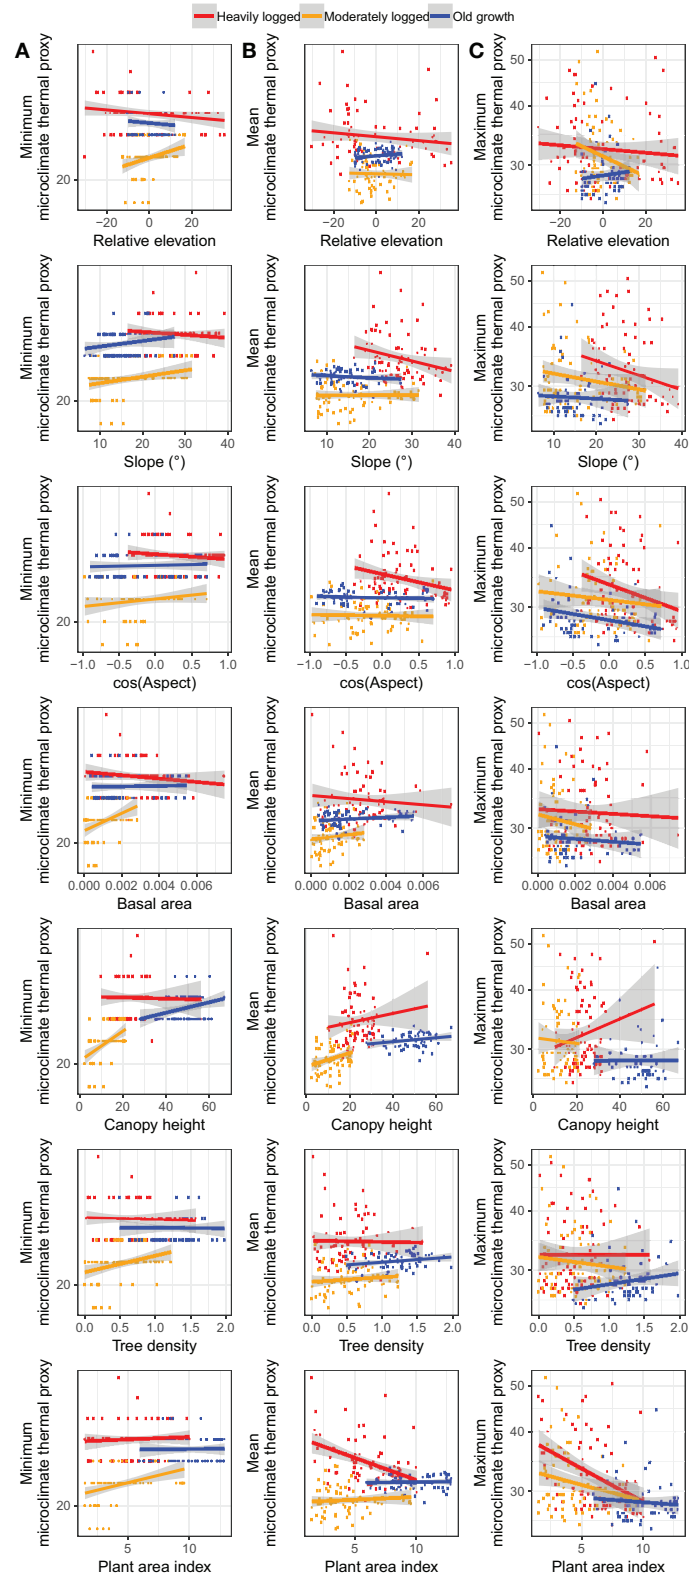 Heavily logged Moderately logged Old growth
A B C
Minimum
microclimate thermal proxy
20
−20 0 20
Relative elevation
Mean
microclimate thermal proxy
−20 0 20
Relative elevation
Maximum
microclimate thermal proxy
50
40
30
−20 0 20
Relative elevation
Minimum
microclimate thermal proxy
20
10 20 30 40
Slope (°)
Mean
microclimate thermal proxy
10 20 30 40
Slope (°)
Maximum
microclimate thermal proxy
50
40
30
10 20 30 40
Slope (°)
Minimum
microclimate thermal proxy
20
−1.0 −0.5 0.0 0.5 1.0
cos(Aspect)
Mean
microclimate thermal proxy
−1.0 −0.5 0.0 0.5 1.0
cos(Aspect)
Maximum
microclimate thermal proxy
50
40
30
−1.0 −0.5 0.0 0.5 1.0
cos(Aspect)
Minimum
microclimate thermal proxy
20
0.000 0.002 0.004 0.006
Basal area
Mean
microclimate thermal proxy
0.000 0.002 0.004 0.006
Basal area
Maximum
microclimate thermal proxy
50
40
30
0.000 0.002 0.004 0.006
Basal area
Minimum
microclimate thermal proxy
20
0 20 40 60
Canopy height
Mean
microclimate thermal proxy
0 20 40 60
Canopy height
Maximum
microclimate thermal proxy
50
40
30
0 20 40 60
Canopy height
Minimum
microclimate thermal proxy
20
0.0 0.5 1.0 1.5 2.0
Tree density
Mean
microclimate thermal proxy
0.0 0.5 1.0 1.5 2.0
Tree density
Maximum
microclimate thermal proxy
50
40
30
0.0 0.5 1.0 1.5 2.0
Tree density
Minimum
microclimate thermal proxy
20
5 10
Plant area index
Mean
microclimate thermal proxy
5 10
Plant area index
Maximum
microclimate thermal proxy
50
40
30
5 10
Plant area index